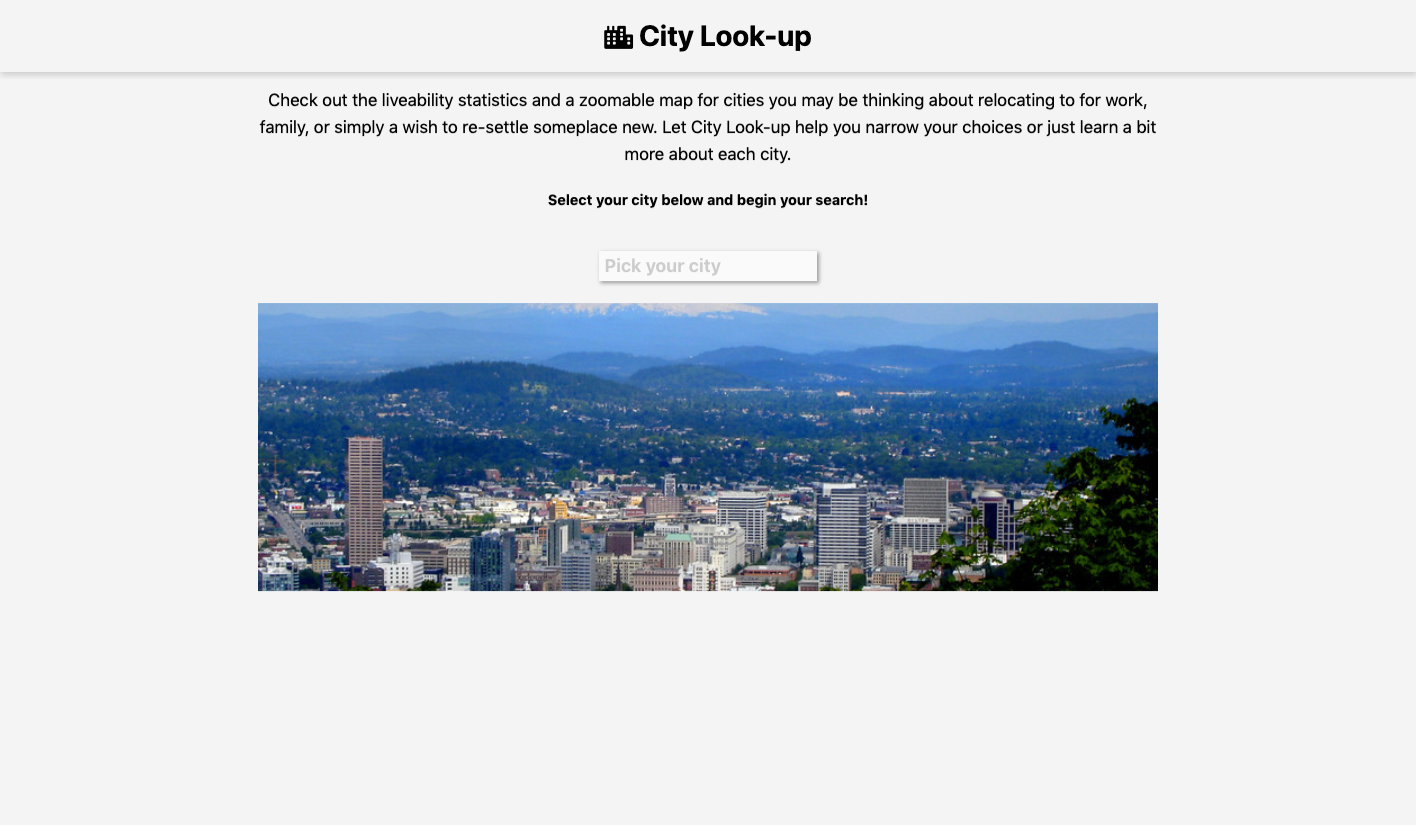 City Look-up
Check out the liveability statistics and a zoomable map for cities you may be thinking about relocating to for work,
family, or simply a wish to re-settle someplace new. Let City Look-up help you narrow your choices or just learn a bit
more about each city.
Select your city below and begin your search!
Pick your city